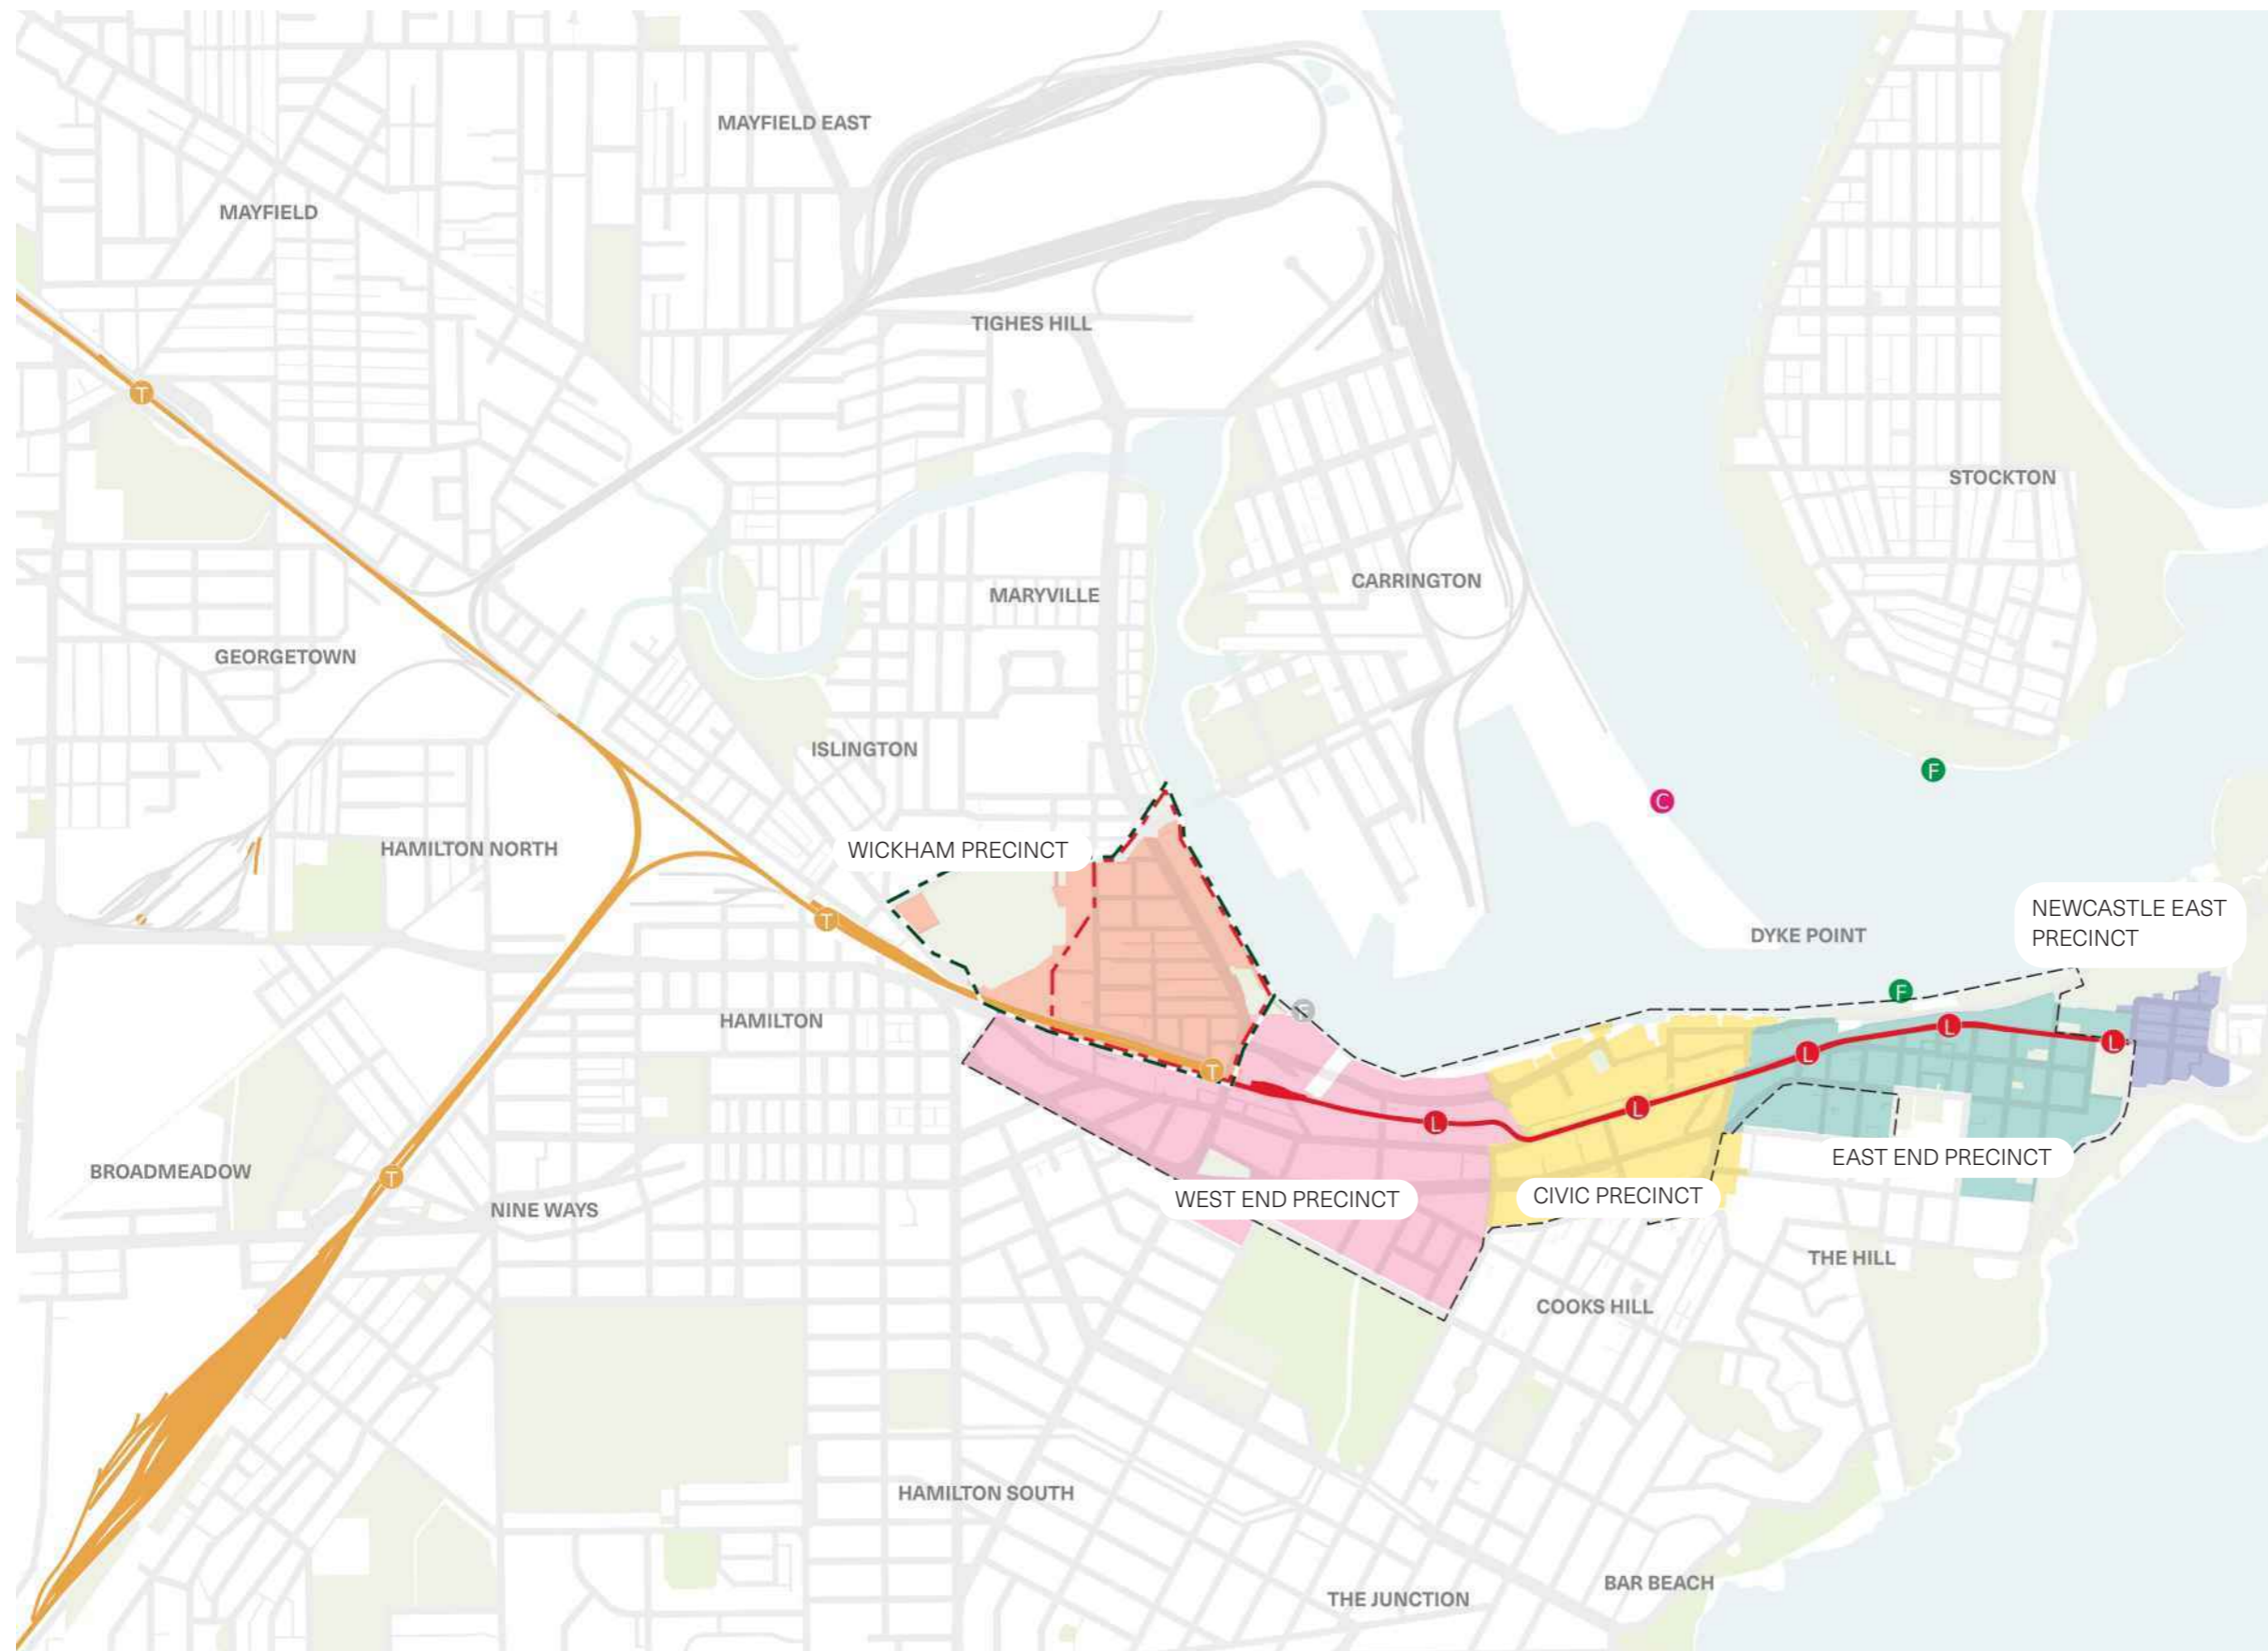 MAYFIELD EAST
MAYFIELD
TIGHES HILL
T
STOCKTON
CARRINGTON
MARYVILLE
GEORGETOWN
ISLINGTON
F
C
HAMILTON NORTH
WICKHAM PRECINCT
T
NEWCASTLE EAST
PRECINCT
DYKE POINT
F
F
HAMILTON
L
L
L
T
L
L
EAST END PRECINCT
BROADMEADOW
T
WEST END PRECINCT
CIVIC PRECINCT
NINE WAYS
THE HILL
COOKS HILL
HAMILTON SOUTH
BAR BEACH
THE JUNCTION